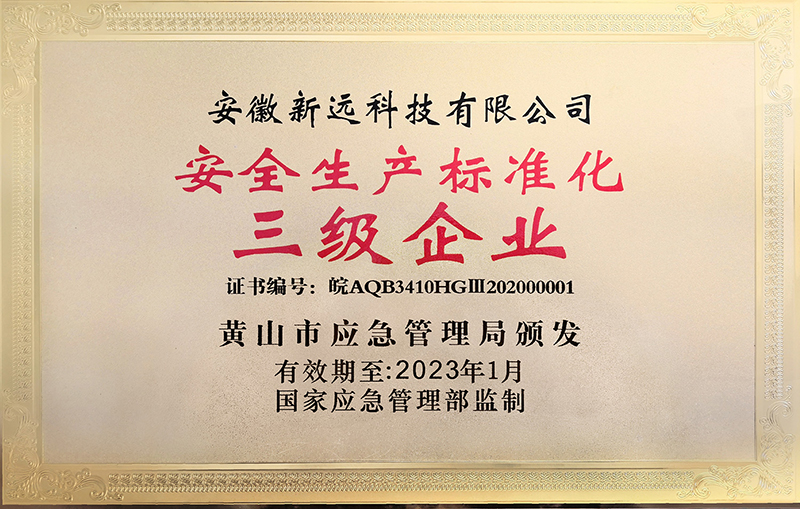 安徽新远科技有限公司
安全生产标准化
三级企业
证书编号：皖AQB3410HGⅢ202000001
黄山市应急管理局颁发
有效期至:2023年1月
国家应急管理部监制